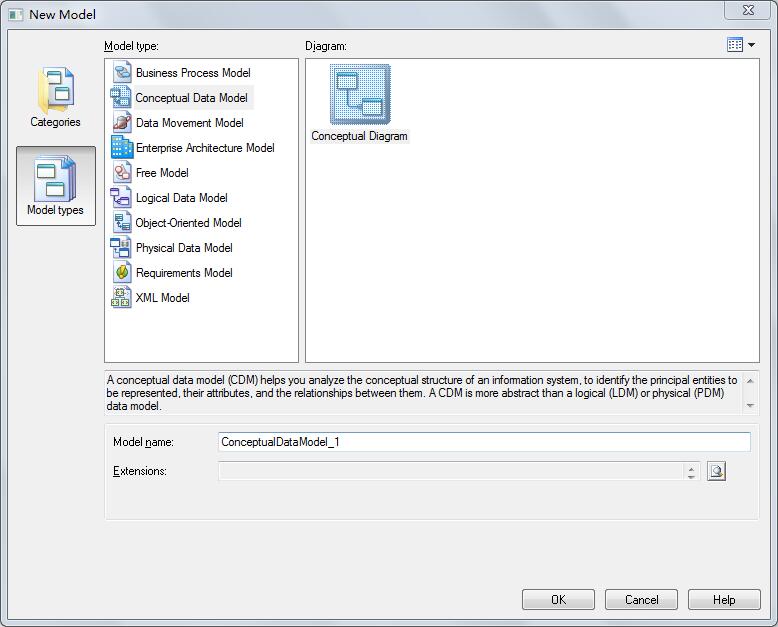 New Model
Model type:
Diagram:
Categories
Model types
Business Process Model
Conceptual Data Model
Data Movement Model
Enterprise Architecture Model
Free Model
Logical Data Model
Object-Oriented Model
Physical Data Model
Requirements Model
XML Model
Conceptual Diagram
A conceptual data model (CDM) helps you analyze the conceptual structure of an information system, to identify the principal entities to
be represented, their attributes, and the relationships between them. A CDM is more abstract than a logical (LDM) or physical (PDM)
data model.
Model name:
ConceptualDataModel_1
Extensions:
OK
Cancel
Help